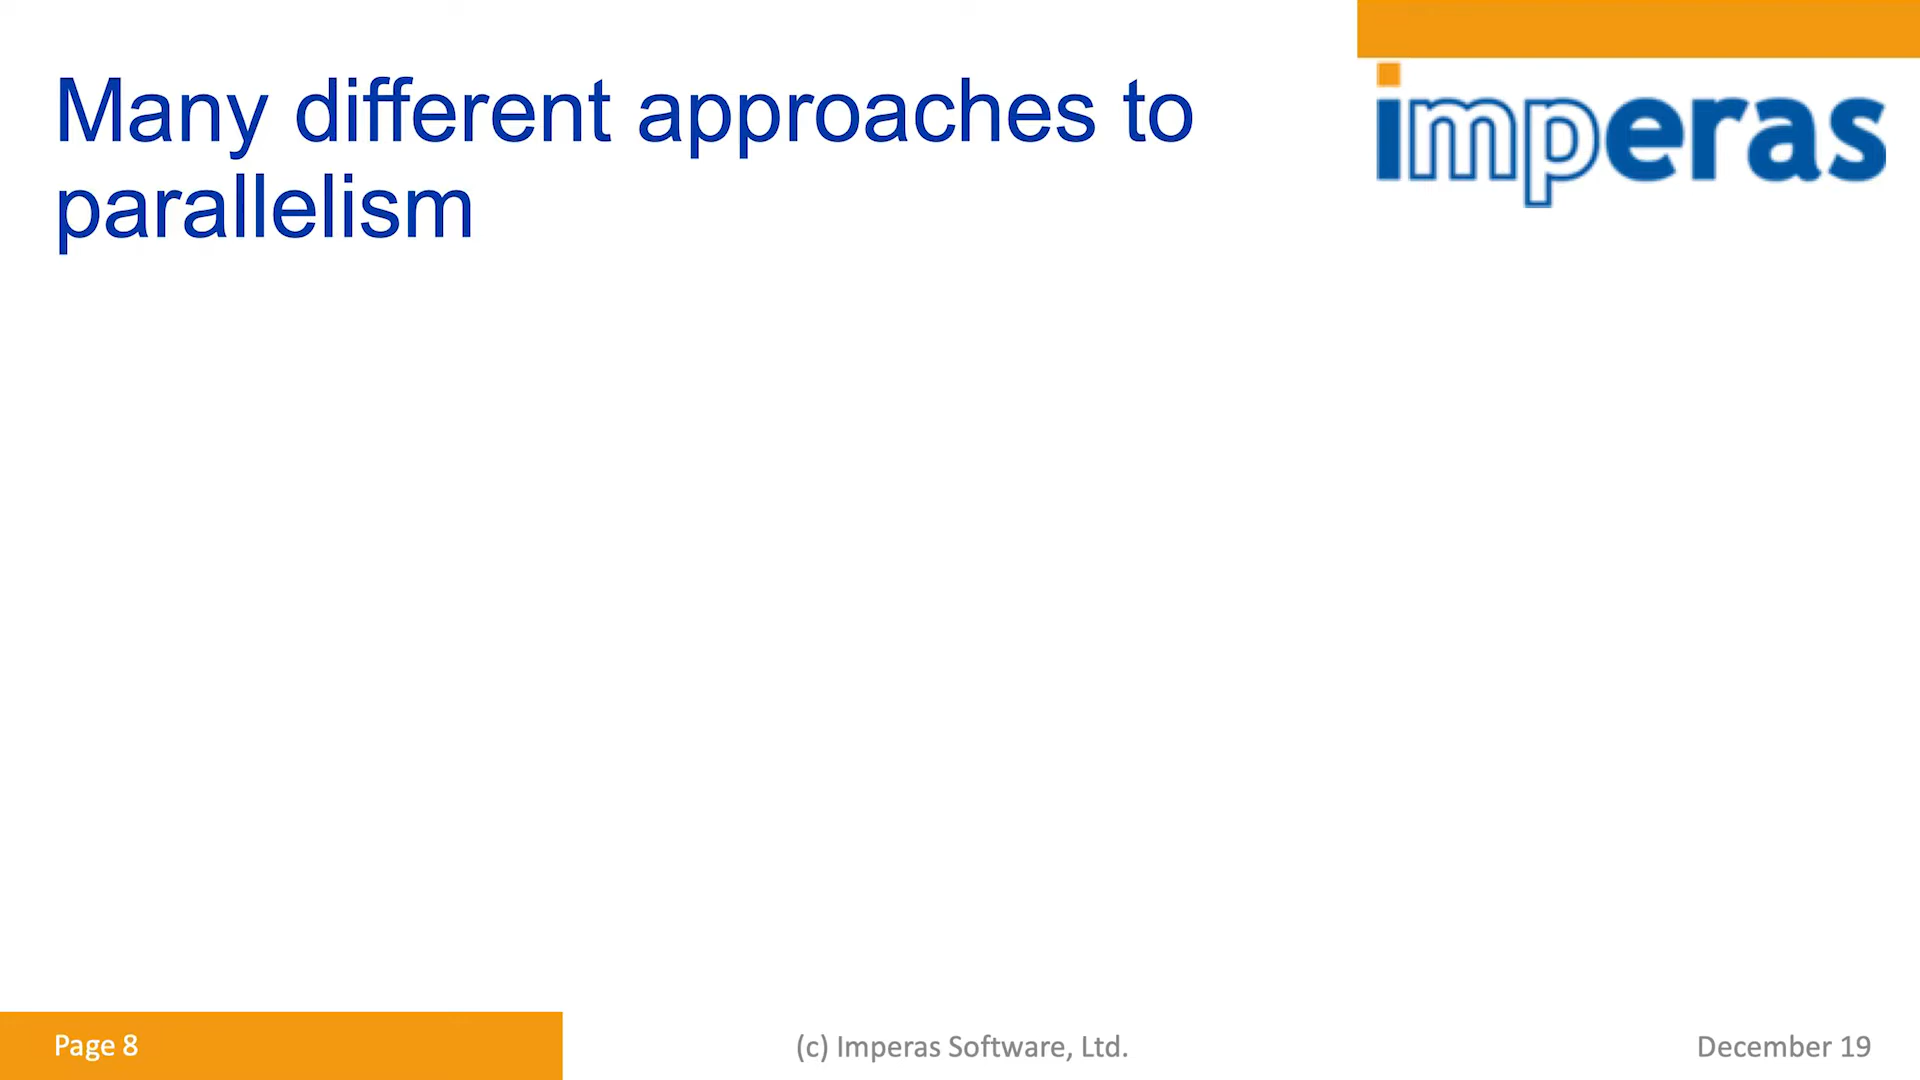 Many different approaches to
parallelism
imperas
Page 8
(c) Imperas Software, Ltd.
December 19